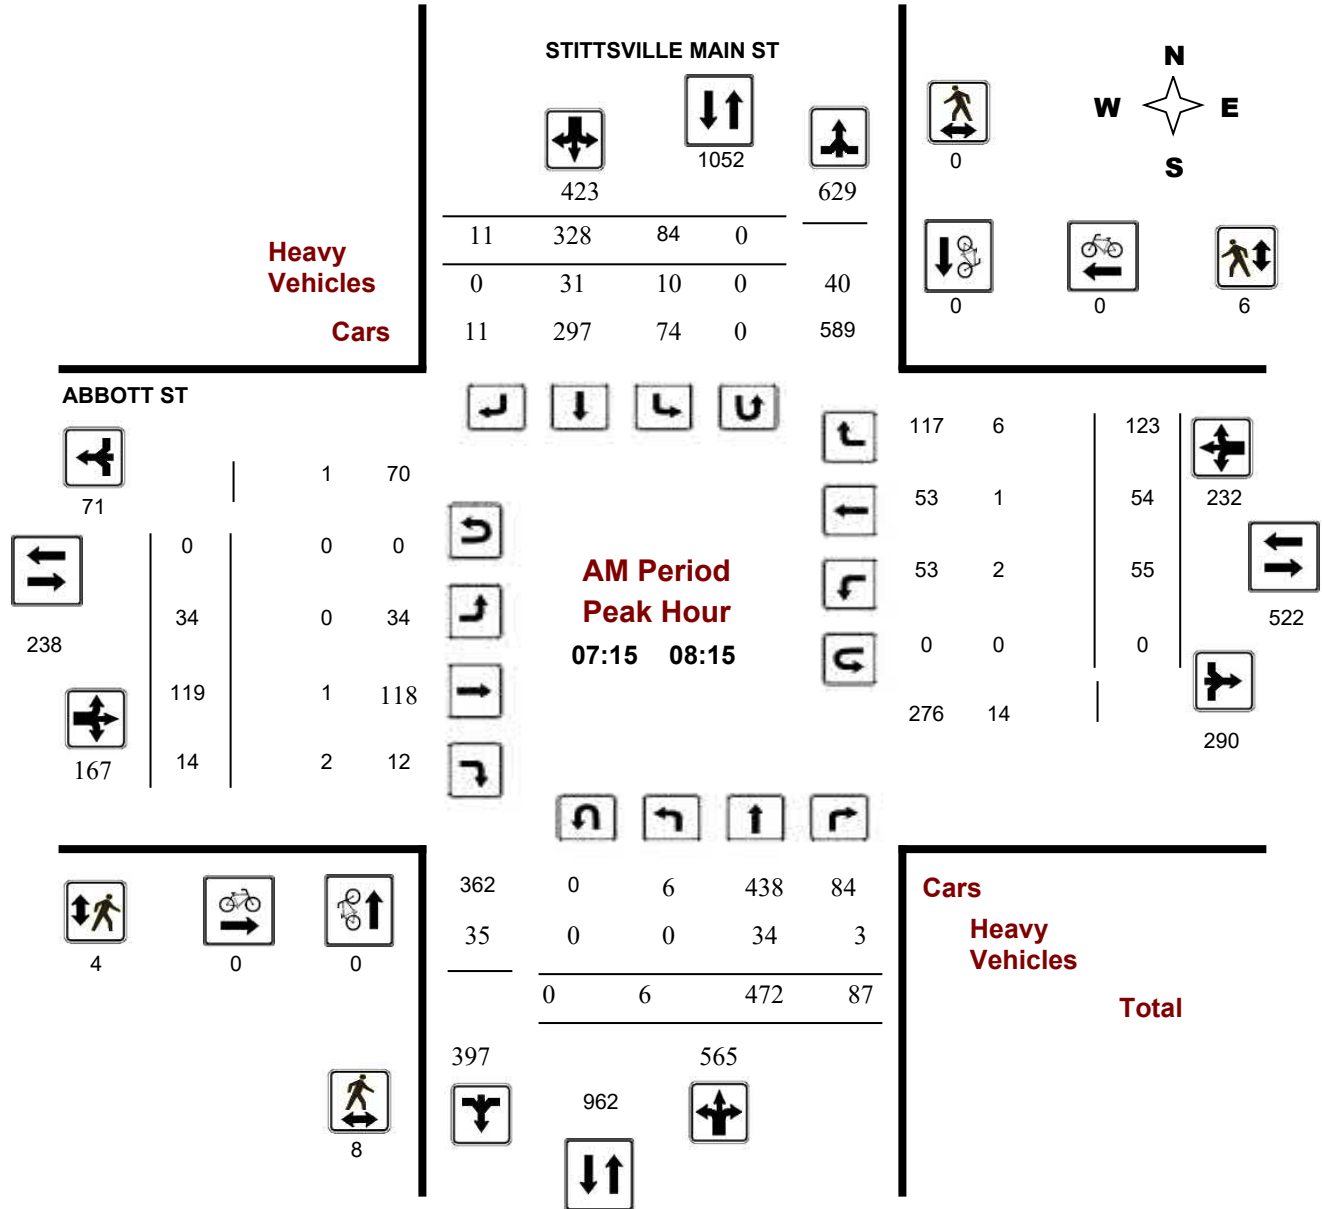 STITTSVILLE MAIN ST
N
W E
S
1052
0
423 629
11 328 84 0
Heavy
Vehicles
0 31 10 0 40
0 0 6
Cars
11 297 74 0 589
ABBOTT ST
117 6 123
1 70
71
53 1 54 232
0 0 0
AM Period
53 2 55
Peak Hour
34 0 34
522
238
07:15 08:15
0 0 0
119 1 118
276 14
290
167 14 2 12
362 0 6 438 84
Cars
35 0 0 34 3
Heavy
Vehicles
4 0 0
0 6 472 87
Total
397 565
962
8